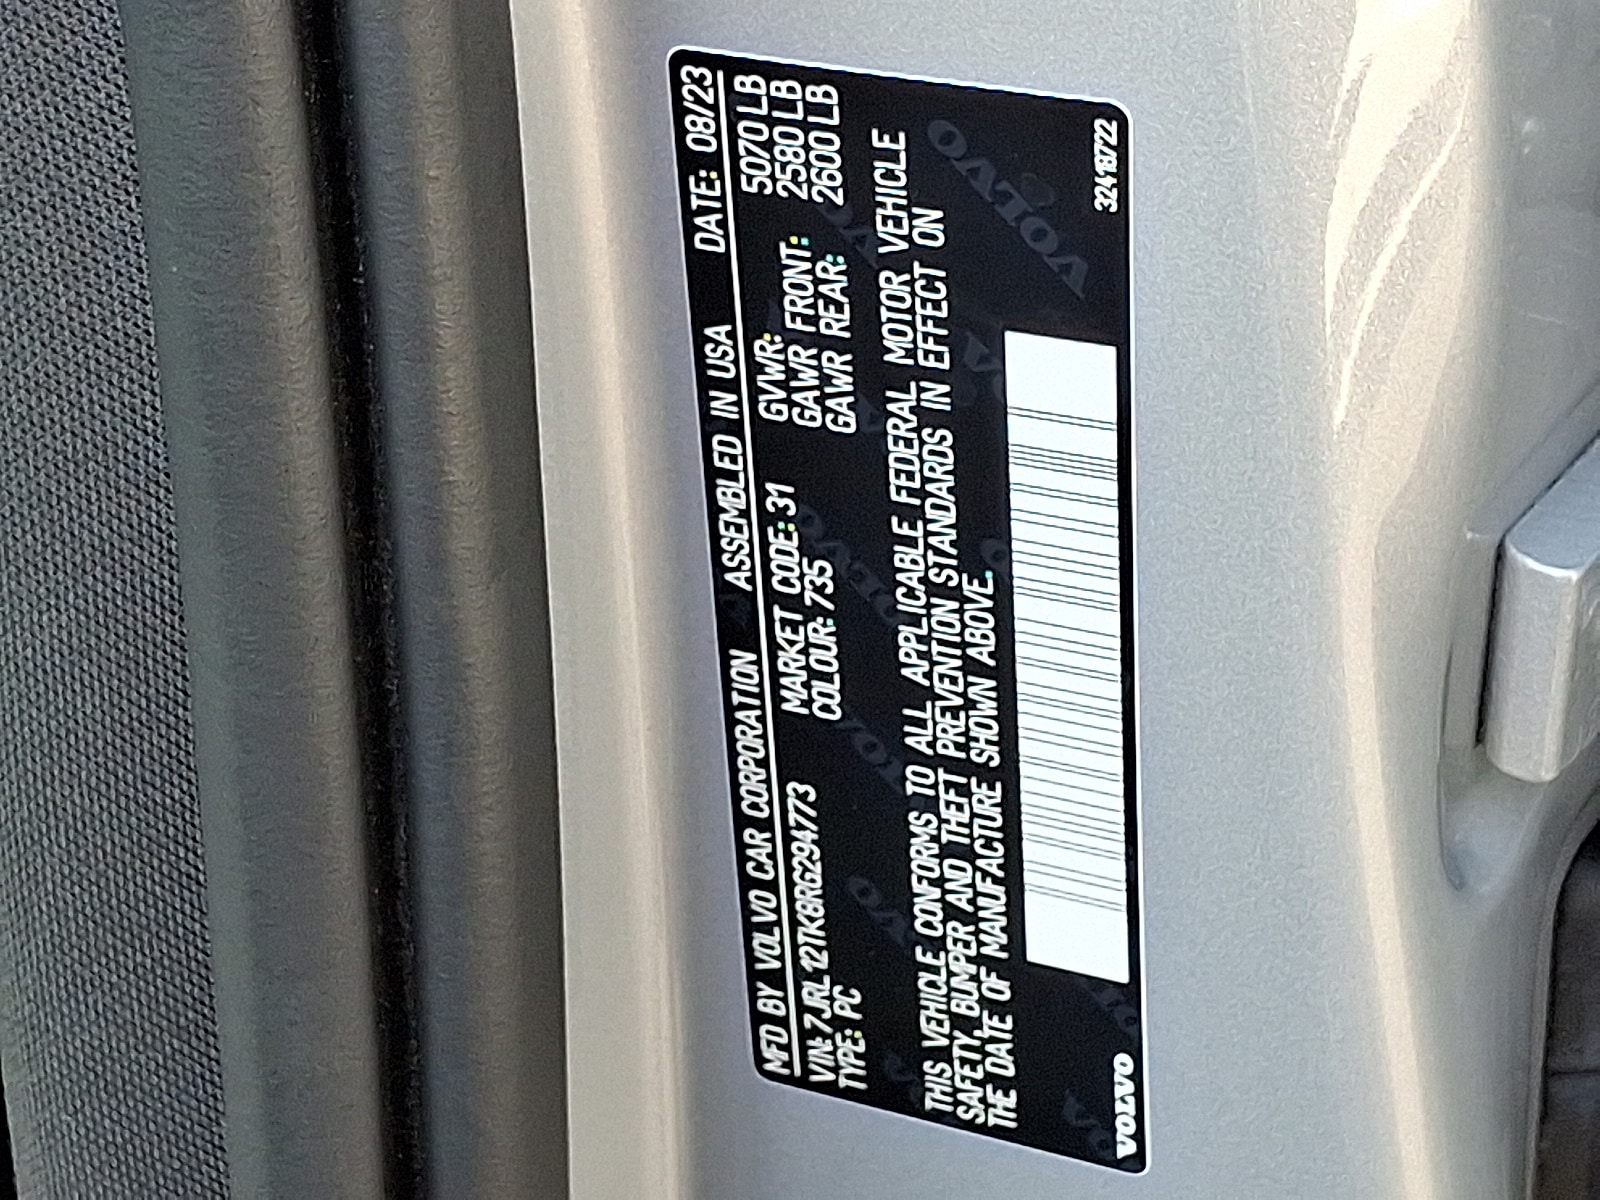 MFD BY VOLVO CAR CORPORATION ASSEMBLED IN USA DATE: 08/23
VIN: 7JRL12TK8RG294773 MARKET CODE: 31 GVWR: 5070 LB
TYPE: PC COLOUR: 735 GAWR FRONT: 2580 LB
GAWR REAR: 2600 LB
THIS VEHICLE CONFORMS TO ALL APPLICABLE FEDERAL MOTOR VEHICLE
SAFETY, BUMPER AND THEFT PREVENTION STANDARDS IN EFFECT ON
THE DATE OF MANUFACTURE SHOWN ABOVE.
VOLVO 32418722